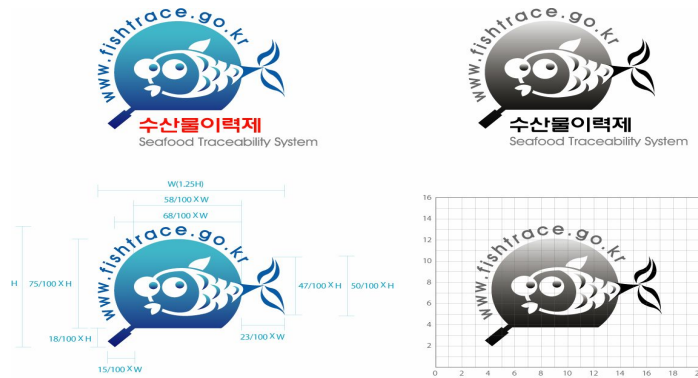 www.fishtrace.go.kr
수산물이력제
Seafood Traceability System
www.fishtrace.go.kr
수산물이력제
Seafood Traceability System
W(1.25H)
58/100 X W
68/100 X W
www.fishtrace.go.kr
H
75/100 X H
47/100 X H
50/100 X H
18/100 X H
23/100 X W
15/100 X W
16
14
12
10
8
6
4
2
0 2 4 6 8 10 12 14 16 18
www.fishtrace.go.kr